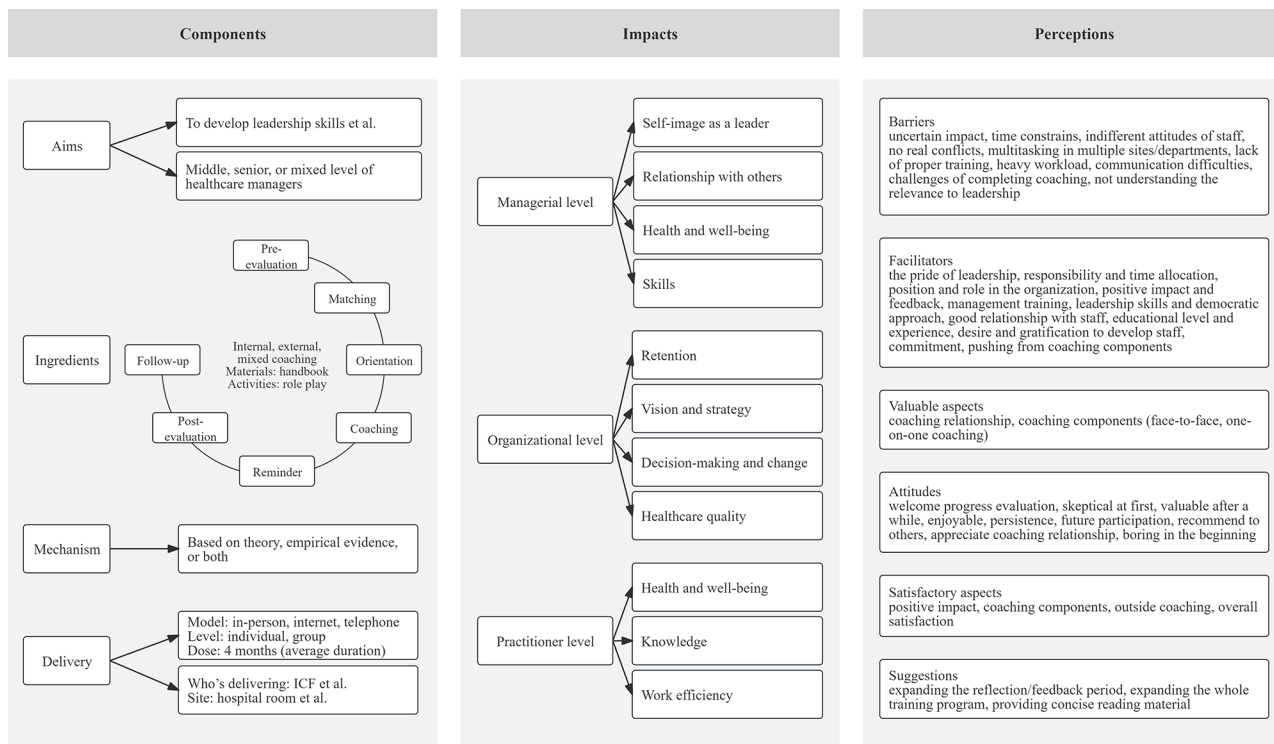 Components
Aims
To develop leadership skills et al.
Middle, senior, or mixed level of
healthcare managers
Ingredients
Pre-
evaluation
Matching
Orientation
Coaching
Reminder
Post-
evaluation
Follow-up
Internal, external,
mixed coaching
Materials: handbook
Activities: role play
Mechanism
Based on theory, empirical evidence,
or both
Delivery
Model: in-person, internet, telephone
Level: individual, group
Dose: 4 months (average duration)
Who’s delivering: ICF et al.
Site: hospital room et al.
Impacts
Managerial level
Self-image as a leader
Relationship with others
Health and well-being
Skills
Organizational level
Retention
Vision and strategy
Decision-making and change
Healthcare quality
Practitioner level
Health and well-being
Knowledge
Work efficiency
Perceptions
Barriers
uncertain impact, time constrains, indifferent attitudes of staff,
no real conflicts, multitasking in multiple sites/departments, lack
of proper training, heavy workload, communication difficulties,
challenges of completing coaching, not understanding the
relevance to leadership
Facilitators
the pride of leadership, responsibility and time allocation,
position and role in the organization, positive impact and
feedback, management training, leadership skills and democratic
approach, good relationship with staff, educational level and
experience, desire and gratification to develop staff,
commitment, pushing from coaching components
Valuable aspects
coaching relationship, coaching components (face-to-face, one-
on-one coaching)
Attitudes
welcome progress evaluation, skeptical at first, valuable after a
while, enjoyable, persistence, future participation, recommend to
others, appreciate coaching relationship, boring in the beginning
Satisfactory aspects
positive impact, coaching components, outside coaching, overall
satisfaction
Suggestions
expanding the reflection/feedback period, expanding the whole
training program, providing concise reading material